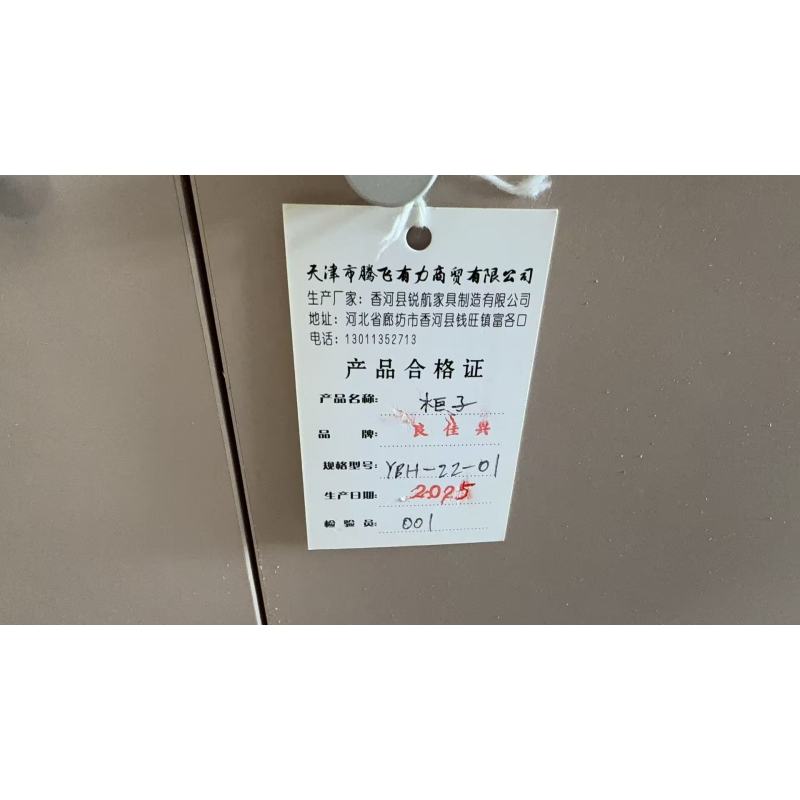 天津市腾飞有力商贸有限公司
生产厂家：香河县锐航家具制造有限公司
地址：河北省廊坊市香河县钱旺镇富各口
电话：13011352713
产品合格证
产品名称: 柜子
品 牌: 良佳兴
规格型号: YBH-22-01
生产日期: 2025
检验员: 001